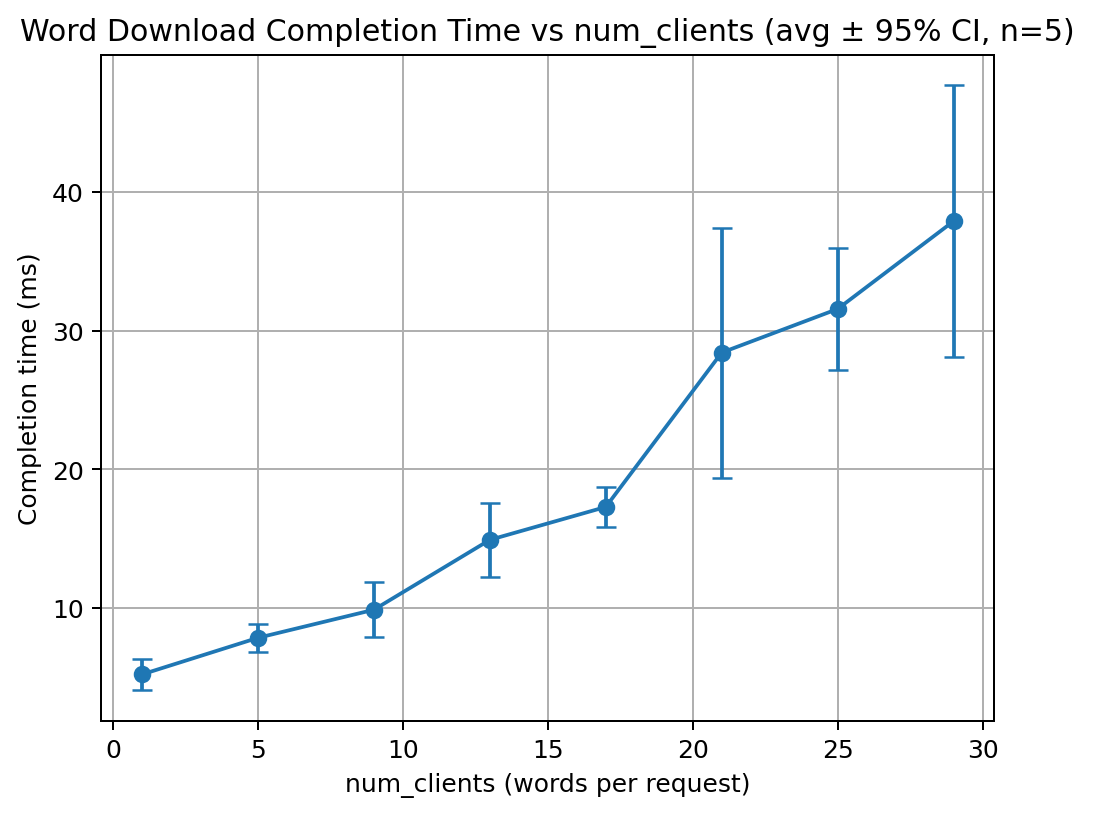 Word Download Completion Time vs num_clients (avg ± 95% CI, n=5)
Completion time (ms)
40
30
20
10
0 5 10 15 20 25 30
num_clients (words per request)